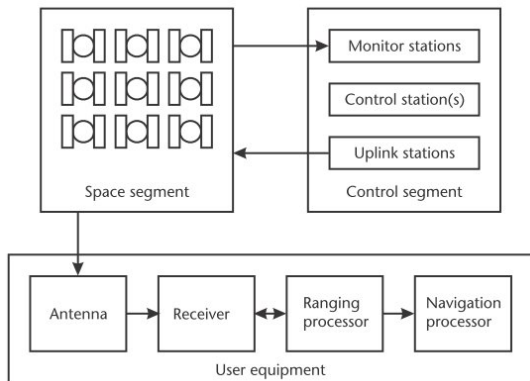 Monitor stations
Control station(s)
Uplink stations
Space segment
Control segment
Antenna
Receiver
Ranging
processor
Navigation
processor
User equipment